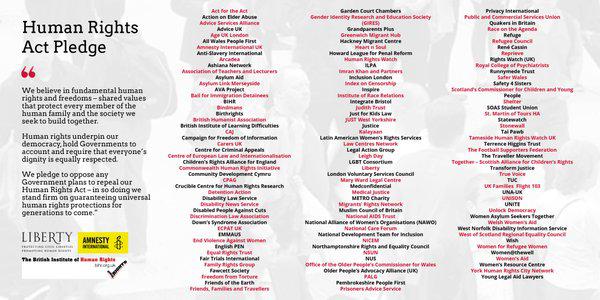 Human Rights
Act Pledge
We believe in fundamental human
rights and freedoms – shared values
that protect every member of the
human family and the society we
seek to build together.
Human rights underpin our
democracy, hold Governments to
account and require that everyone's
dignity is equally respected.
We pledge to oppose any
Government plans to repeal our
Human Rights Act – in so doing we
stand firm on guaranteeing universal
human rights protections for
generations to come."
LIBERTY
PROTECTING CIVIL LIBERTIES
PROMOTING HUMAN RIGHTS
AMNESTY
INTERNATIONAL
The British Institute of Human Rights
bihr.org.uk
Act for the Act
Action on Elder Abuse
Advice Services Alliance
Advice UK
Age UK London
All Wales People First
Amnesty International UK
Anti-Slavery International
Arcadea
Ashiana Network
Association of Teachers and Lecturers
Asylum Aid
Asylum Link Merseyside
AVA Project
Bail for Immigration Detainees
BIHR
Bindmans
Birthrights
British Humanist Association
British Institute of Learning Difficulties
CAJ
Campaign for Freedom of Information
Carers UK
Centre for Criminal Appeals
Centre of European Law and Internationalisation
Children's Rights Alliance for England
Commonwealth Human Rights Initiative
Community Development Cymru
CPAG
Crucible Centre for Human Rights Research
Detention Action
Disability Law Service
Disability News Service
Disabled People Against Cuts
Discrimination Law Association
Down's Syndrome Association
ECPAT UK
EMMAUS
End Violence Against Women
English PEN
Equal Rights Trust
Fair Trials International
Family Rights Group
Fawcett Society
Freedom from Torture
Friends of the Earth
Friends, Families and Travellers
Garden Court Chambers
Gender Identity Research and Education Society
(GIRES)
Grandparents Plus
Greenwich Migrant Hub
Hackney Migrant Centre
Heart n Soul
Howard League for Penal Reform
Human Rights Watch
ILPA
Imran Khan and Partners
Inclusion London
Index on Censorship
Inspire
Institute of Race Relations
Integrate Bristol
Judith Trust
Just for Kids Law
JUST West Yorkshire
Justice
Kalayaan
Latin American Women's Rights Service
Law Centres Network
Legal Action Group
Leigh Day
LGBT Consortium
Liberty
London Voluntary Services Council
Mary Ward Legal Centre
Medconfidential
Medical Justice
METRO Charity
Migrants' Rights Network
Muslim Council of Britain
National AIDS Trust
National Alliance of Women's Organisations (NAWO)
National Care Forum
National Development Team for Inclusion
NICEM
Northamptonshire Rights and Equality Council
NSUN
NUS
Office of the Older People's Commissioner for Wales
Older People's Advocacy Alliance (UK)
PALG
Pembrokeshire People First
Prisoners Advice Service
Privacy International
Public and Commercial Services Union
Quakers in Britain
Race on the Agenda
Refuge
Refugee Council
René Cassin
Reprieve
Rights Watch (UK)
Royal College of Psychiatrists
Runnymede Trust
Safer Wales
Safety 4 Sisters
Scotland's Commissioner for Children and Young
People
Shelter
SOAS Student Union
St. Martin of Tours HA
Statewatch
Stonewall
Tai Pawb
Tameside Human Rights Watch UK
Terrence Higgins Trust
The Football Supporters Federation
The Traveller Movement
Together – Scottish Alliance for Children's Rights
Transform Justice
True Voice
TUC
UK Families Flight 103
UNA-UK
UNISON
UNITE
Unlock Democracy
Women Asylum Seekers Together
Welsh Women's Aid
West Norfolk Disability Information Service
West of Scotland Regional Equality Council
Wish
Women for Refugee Women
Women@thewell
Women's Aid
Women's Resource Centre
York Human Rights City Network
Young Legal Aid Lawyers